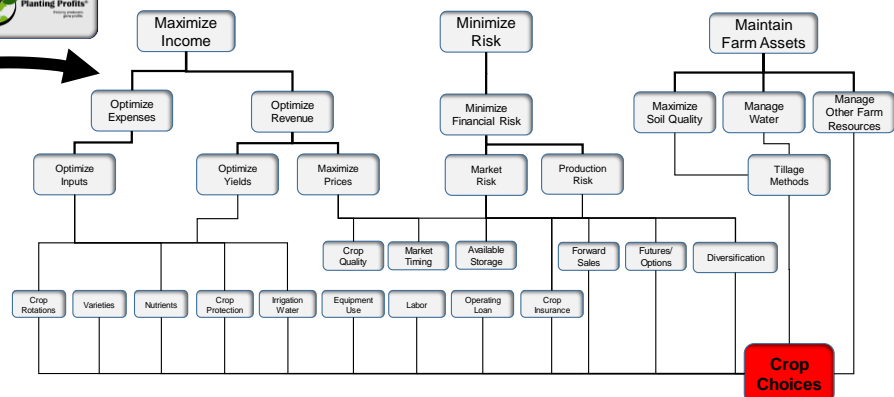 Planting Profits®
Maximize
Income
Minimize
Risk
Maintain
Farm Assets
Optimize
Expenses
Optimize
Revenue
Minimize
Financial Risk
Maximize
Soil Quality
Manage
Water
Manage
Other Farm
Resources
Optimize
Inputs
Optimize
Yields
Maximize
Prices
Market
Risk
Production
Risk
Tillage
Methods
Crop
Quality
Market
Timing
Available
Storage
Forward
Sales
Futures/
Options
Diversification
Crop
Rotations
Varieties
Nutrients
Crop
Protection
Irrigation
Water
Equipment
Use
Labor
Operating
Loan
Crop
Insurance
Crop
Choices